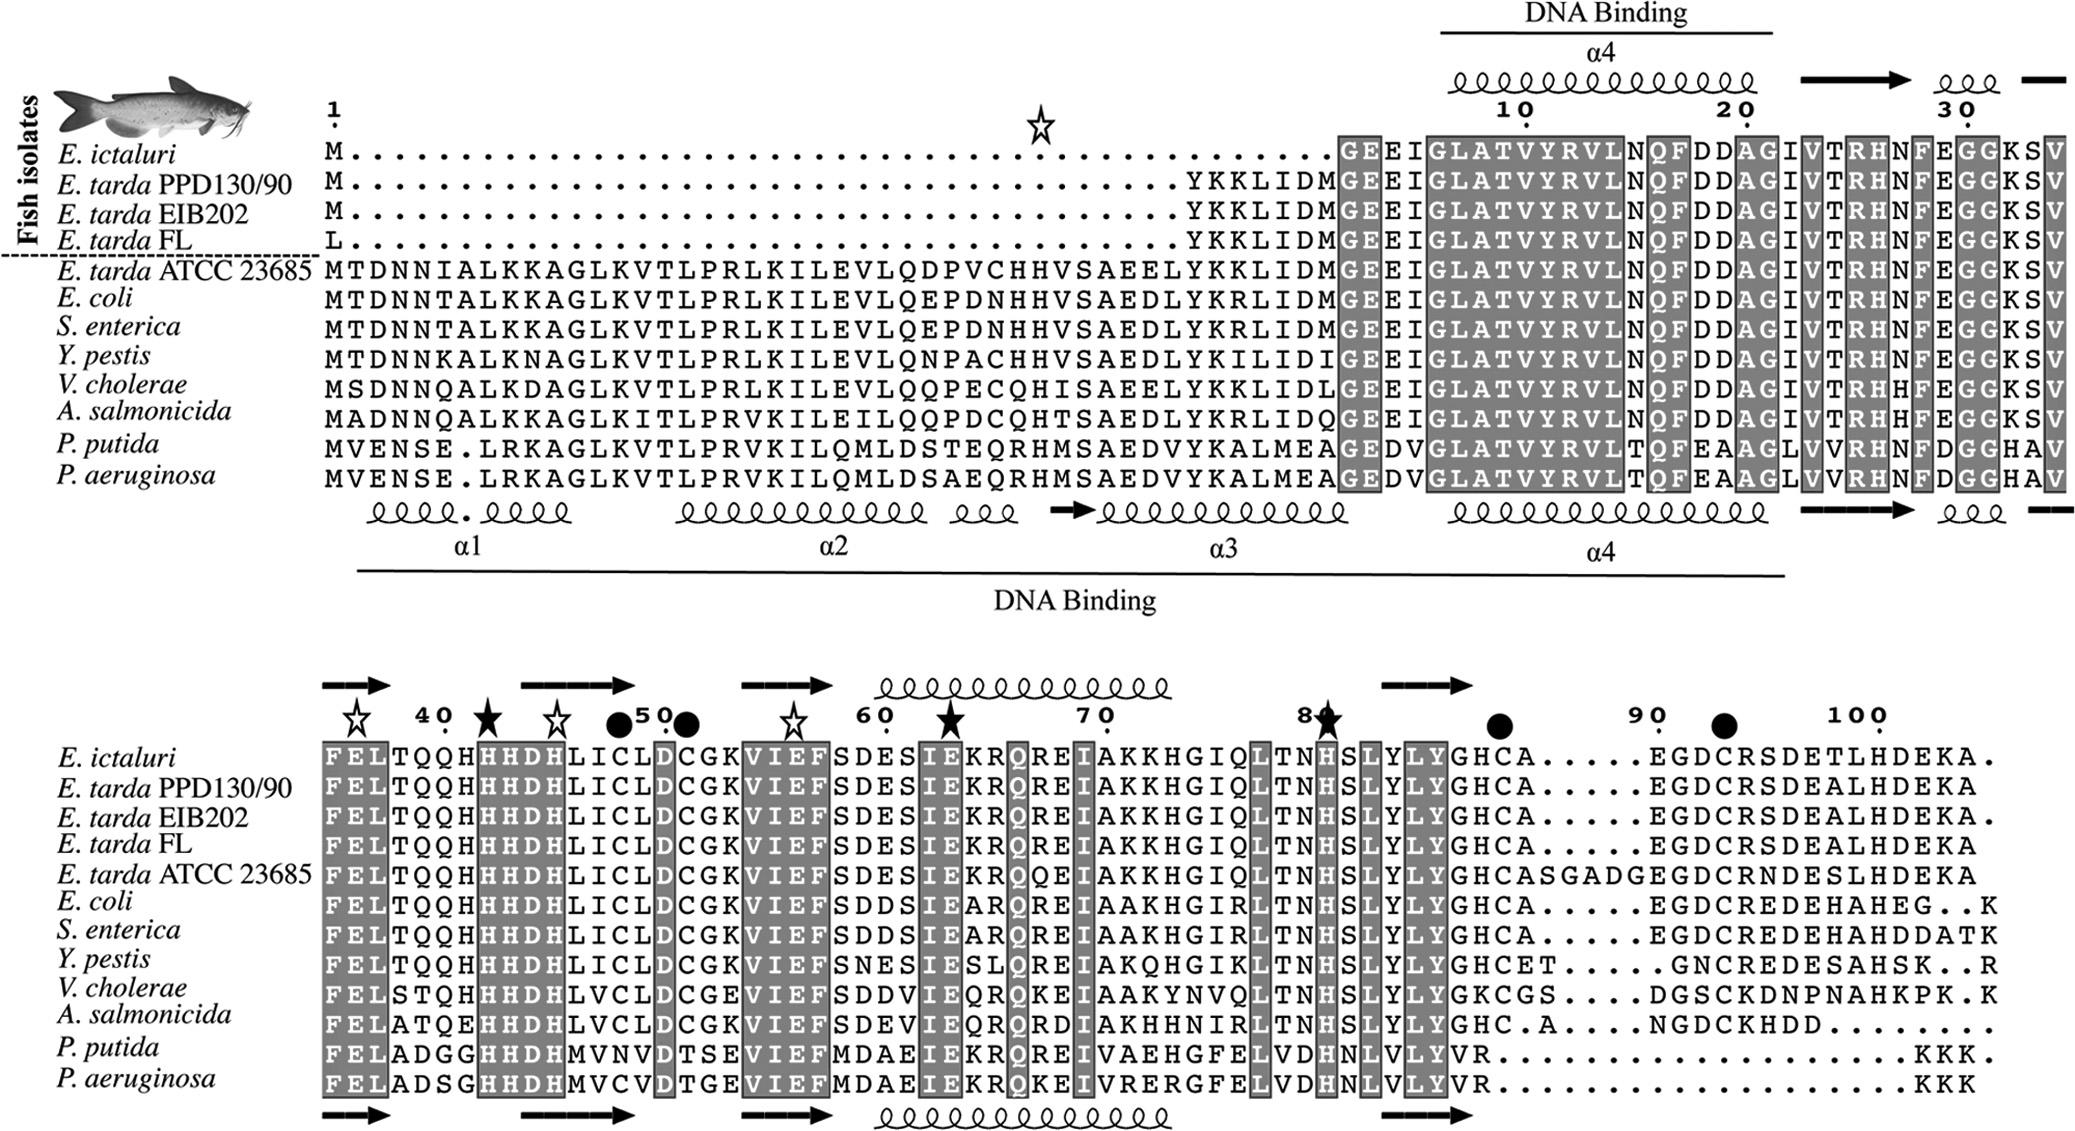 DNA Binding
α4
1 10 20 30
Fish isolates
E. ictaluri M.............................................GEEIGLATVYRVLNQFDDAGIVTRHNFEGGKSV
E. tarda PPD130/90 M......................................YKKLIDMGEEIGLATVYRVLNQFDDAGIVTRHNFEGGKSV
E. tarda EIB202 M......................................YKKLIDMGEEIGLATVYRVLNQFDDAGIVTRHNFEGGKSV
E. tarda FL L......................................YKKLIDMGEEIGLATVYRVLNQFDDAGIVTRHNFEGGKSV
E. tarda ATCC 23685 MTDNNIALKKAGLKVTLPRLKILEVLQDPVCHHVSAEELYKKLIDMGEEIGLATVYRVLNQFDDAGIVTRHNFEGGKSV
E. coli MTDNNTALKKAGLKVTLPRLKILEVLQEPDNHHVSAEDLYKRLIDMGEEIGLATVYRVLNQFDDAGIVTRHNFEGGKSV
S. enterica MTDNNTALKKAGLKVTLPRLKILEVLQEPDNHHVSAEDLYKRLIDMGEEIGLATVYRVLNQFDDAGIVTRHNFEGGKSV
Y. pestis MTDNNKALKNAGLKVTLPRLKILEVLQNPACHHVSAEDLYKILIDIGEEIGLATVYRVLNQFDDAGIVTRHNFEGGKSV
V. cholerae MSDNNQALKDAGLKVTLPRLKILEVLQQPECQHISAEELYKKLIDLGEEIGLATVYRVLNQFDDAGIVTRHHFEGGKSV
A. salmonicida MADNNQALKKAGLKITLPRVKILEILQQPDCQHTSAEDLYKRLIDQGEEIGLATVYRVLNQFDDAGIVTRHHFEGGKSV
P. putida MVENSE.LRKAGLKVTLPRVKILQMLDSTEQRHMSAEDVYKALMEAGEDVGLATVYRVLTQFEAAGLVVRHNFDGGHAV
P. aeruginosa MVENSE.LRKAGLKVTLPRVKILQMLDSAEQRHMSAEDVYKALMEAGEDVGLATVYRVLTQFEAAGLVVRHNFDGGHAV
α1 α2 α3 α4
DNA Binding
40 50 60 70 80 90 100
E. ictaluri FELTQQHHHDHLICLDCGKVIEFSDESIEKRQREIAKKHGIQLTNHSLYLYGHCA.....EGDCRSDETLHDEKA.
E. tarda PPD130/90 FELTQQHHHDHLICLDCGKVIEFSDESIEKRQREIAKKHGIQLTNHSLYLYGHCA.....EGDCRSDEALHDEKA
E. tarda EIB202 FELTQQHHHDHLICLDCGKVIEFSDESIEKRQREIAKKHGIQLTNHSLYLYGHCA.....EGDCRSDEALHDEKA.
E. tarda FL FELTQQHHHDHLICLDCGKVIEFSDESIEKRQREIAKKHGIQLTNHSLYLYGHCA.....EGDCRSDEALHDEKA
E. tarda ATCC 23685 FELTQQHHHDHLICLDCGKVIEFSDESIEKRQQEIAKKHGIQLTNHSLYLYGHCASGADGEGDCRNDESLHDEKA
E. coli FELTQQHHHDHLICLDCGKVIEFSDDSIEARQREIAAKHGIRLTNHSLYLYGHCA.....EGDCREDEHAHEG..K
S. enterica FELTQQHHHDHLICLDCGKVIEFSDDSIEARQREIAAKHGIRLTNHSLYLYGHCA.....EGDCREDEHAHDDATK
Y. pestis FELTQQHHHDHLICLDCGKVIEFSNESIESLQREIAKQHGIKLTNHSLYLYGHCET.....GNCREDESAHSK..R
V. cholerae FELSTQHHHDHLVCLDCGEVIEFSDDVIEQRQKEIAAKYNVQLTNHSLYLYGKCGS....DGSCKDNPNAHKPK.K
A. salmonicida FELATQEHHDHLVCLDCGKVIEFSDEVIEQRQRDIAKHHNIRLTNHSLYLYGHC.A....NGDCKHDD........
P. putida FELADGGHHDHMVNVDTSEVIEFMDAEIEKRQREIVAEHGFELVDHNLVLYVR...................KKK.
P. aeruginosa FELADSGHHDHMVCVDTGEVIEFMDAEIEKRQKEIVRERGFELVDHNLVLYVR...................KKK